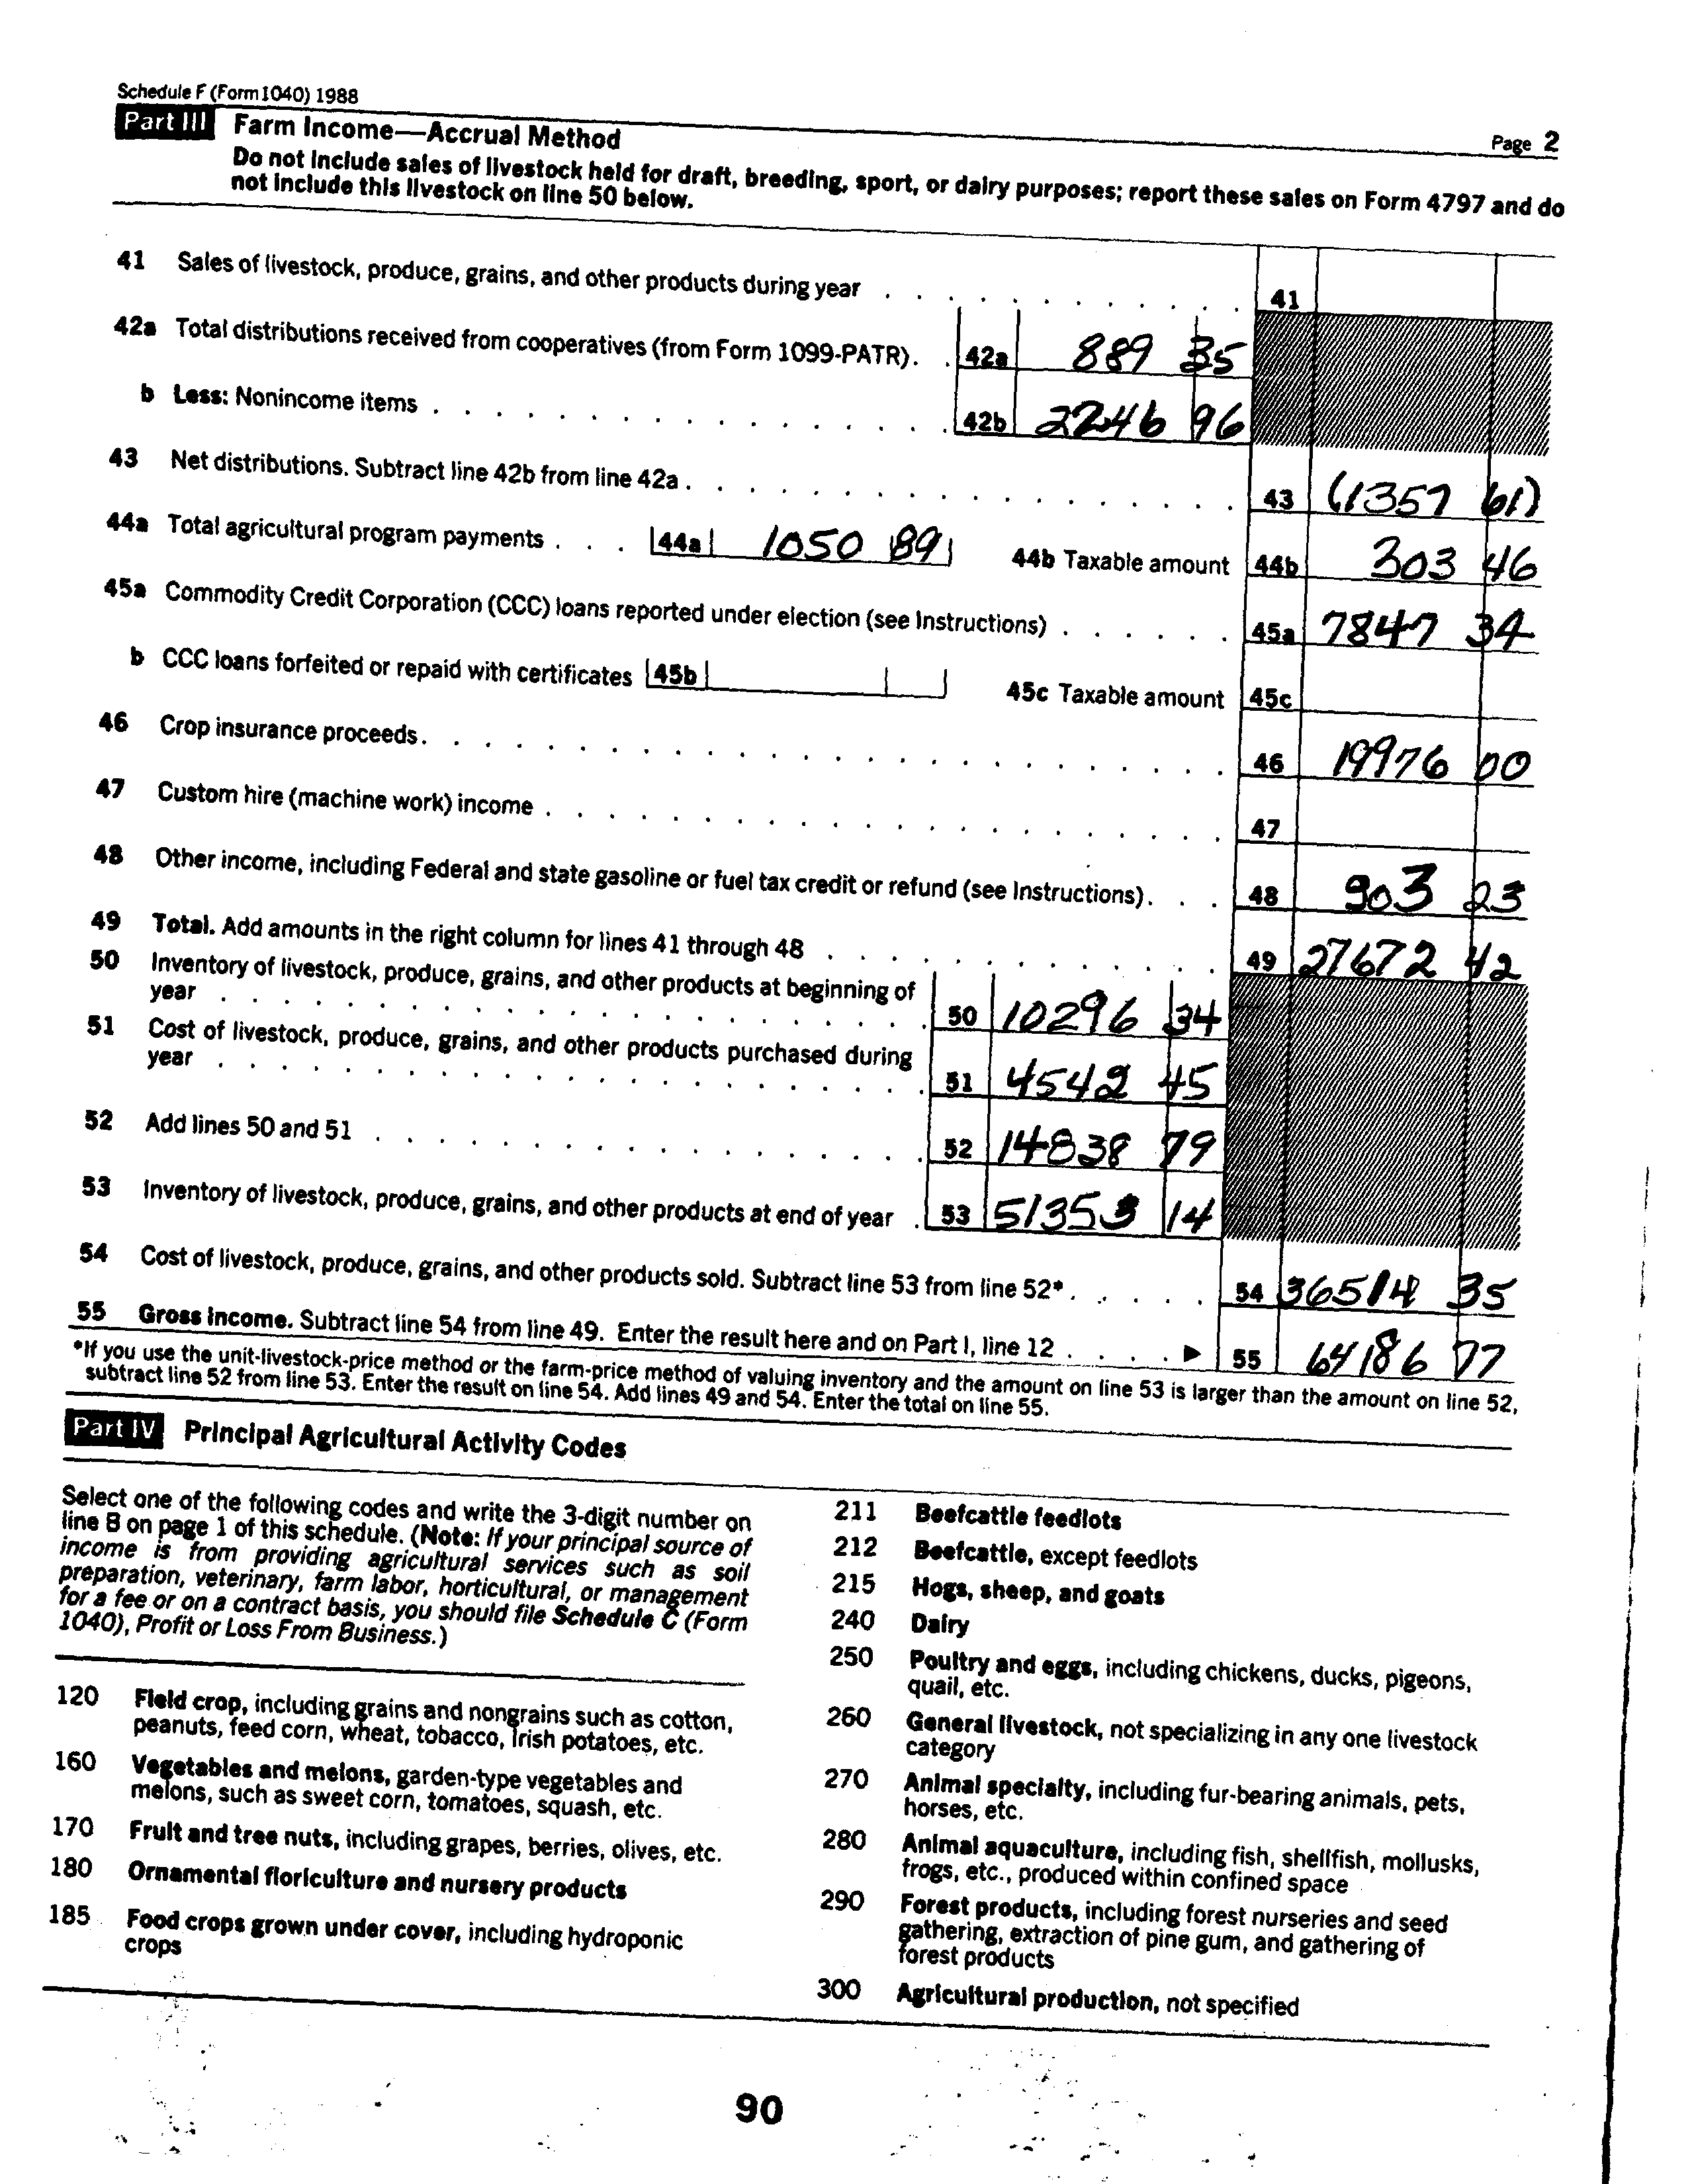 Schedule F (Form 1040) 1988
Page 2
Part III Farm Income—Accrual Method
Do not include sales of livestock held for draft, breeding, sport, or dairy purposes; report these sales on Form 4797 and do
not include this livestock on line 50 below.
41 Sales of livestock, produce, grains, and other products during year . . . . . . . . . . . . 41
42a Total distributions received from cooperatives (from Form 1099-PATR). . 42a 889 35
b Less: Nonincome items . . . . . . . . . . . . . . . . . 42b 2246 96
43 Net distributions. Subtract line 42b from line 42a . . . . . . . . . . . . . . . . . . 43 (1357 61)
44a Total agricultural program payments . . . 44a 1050 89 44b Taxable amount 44b 303 46
45a Commodity Credit Corporation (CCC) loans reported under election (see Instructions) . . . . . . 45a 7847 34
b CCC loans forfeited or repaid with certificates 45b 45c Taxable amount 45c
46 Crop insurance proceeds. . . . . . . . . . . . . . . . . . . . . . . . . . 46 19976 00
47 Custom hire (machine work) income . . . . . . . . . . . . . . . . . . . . . . 47
48 Other income, including Federal and state gasoline or fuel tax credit or refund (see Instructions). . . 48 903 23
49 Total. Add amounts in the right column for lines 41 through 48 . . . . . . . . . . . . . 49 27672 42
50 Inventory of livestock, produce, grains, and other products at beginning of
year . . . . . . . . . . . . . . . . . . . . . . . 50 10296 34
51 Cost of livestock, produce, grains, and other products purchased during
year . . . . . . . . . . . . . . . . . . . . . . . 51 4542 45
52 Add lines 50 and 51 . . . . . . . . . . . . . . . . . . 52 14838 79
53 Inventory of livestock, produce, grains, and other products at end of year . 53 51353 14
54 Cost of livestock, produce, grains, and other products sold. Subtract line 53 from line 52* . . . . . 54 36514 35
55 Gross income. Subtract line 54 from line 49. Enter the result here and on Part I, line 12 . . . . ▶ 55 64186 77
*If you use the unit-livestock-price method or the farm-price method of valuing inventory and the amount on line 53 is larger than the amount on line 52,
subtract line 52 from line 53. Enter the result on line 54. Add lines 49 and 54. Enter the total on line 55.
Part IV Principal Agricultural Activity Codes
Select one of the following codes and write the 3-digit number on
line B on page 1 of this schedule. (Note: If your principal source of
income is from providing agricultural services such as soil
preparation, veterinary, farm labor, horticultural, or management
for a fee or on a contract basis, you should file Schedule C (Form
1040), Profit or Loss From Business.)
120 Field crop, including grains and nongrains such as cotton,
peanuts, feed corn, wheat, tobacco, Irish potatoes, etc.
160 Vegetables and melons, garden-type vegetables and
melons, such as sweet corn, tomatoes, squash, etc.
170 Fruit and tree nuts, including grapes, berries, olives, etc.
180 Ornamental floriculture and nursery products
185 Food crops grown under cover, including hydroponic
crops
211 Beefcattle feedlots
212 Beefcattle, except feedlots
215 Hogs, sheep, and goats
240 Dairy
250 Poultry and eggs, including chickens, ducks, pigeons,
quail, etc.
260 General livestock, not specializing in any one livestock
category
270 Animal specialty, including fur-bearing animals, pets,
horses, etc.
280 Animal aquaculture, including fish, shellfish, mollusks,
frogs, etc., produced within confined space
290 Forest products, including forest nurseries and seed
gathering, extraction of pine gum, and gathering of
forest products
300 Agricultural production, not specified
90